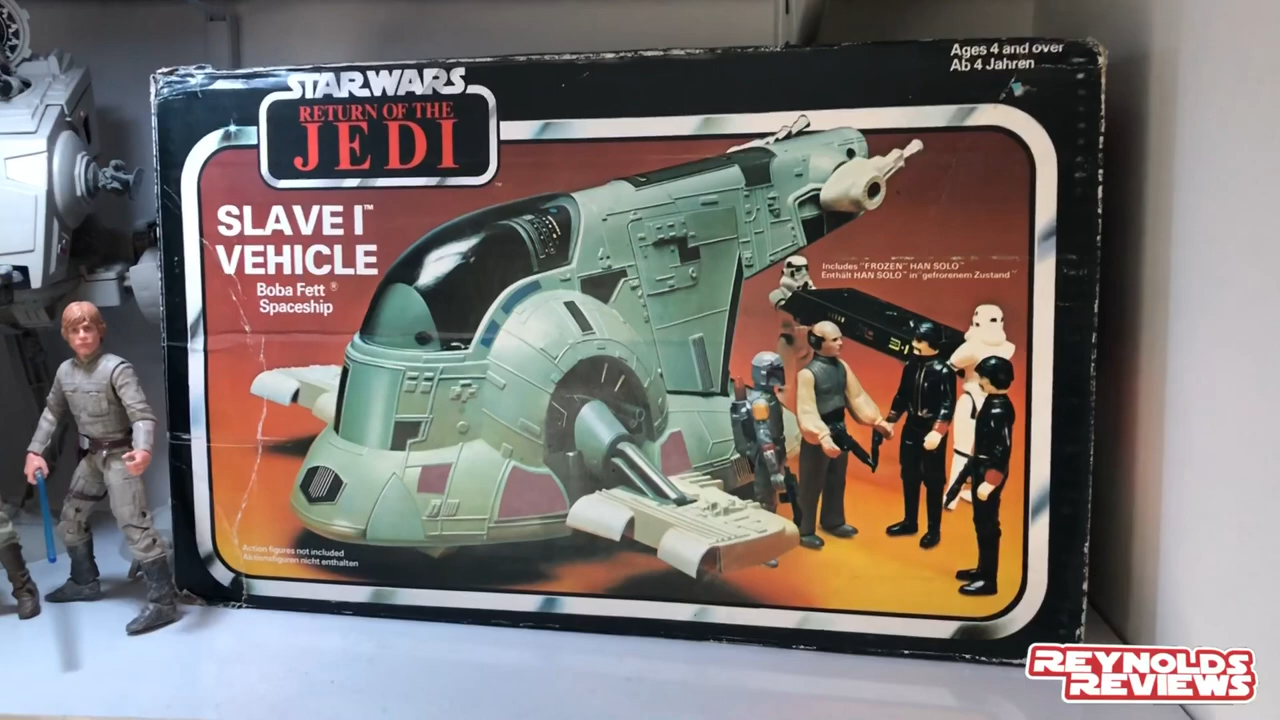 Ages 4 and over
Ab 4 Jahren
STAR WARS
RETURN OF THE
JEDI
SLAVE I™
VEHICLE
Boba Fett®
Spaceship
Includes "FROZEN" HAN SOLO™
Enthält HAN SOLO™ in "gefrorenem Zustand"
Action figures not included
Aktionsfiguren nicht enthalten
REYNOLDS
REVIEWS